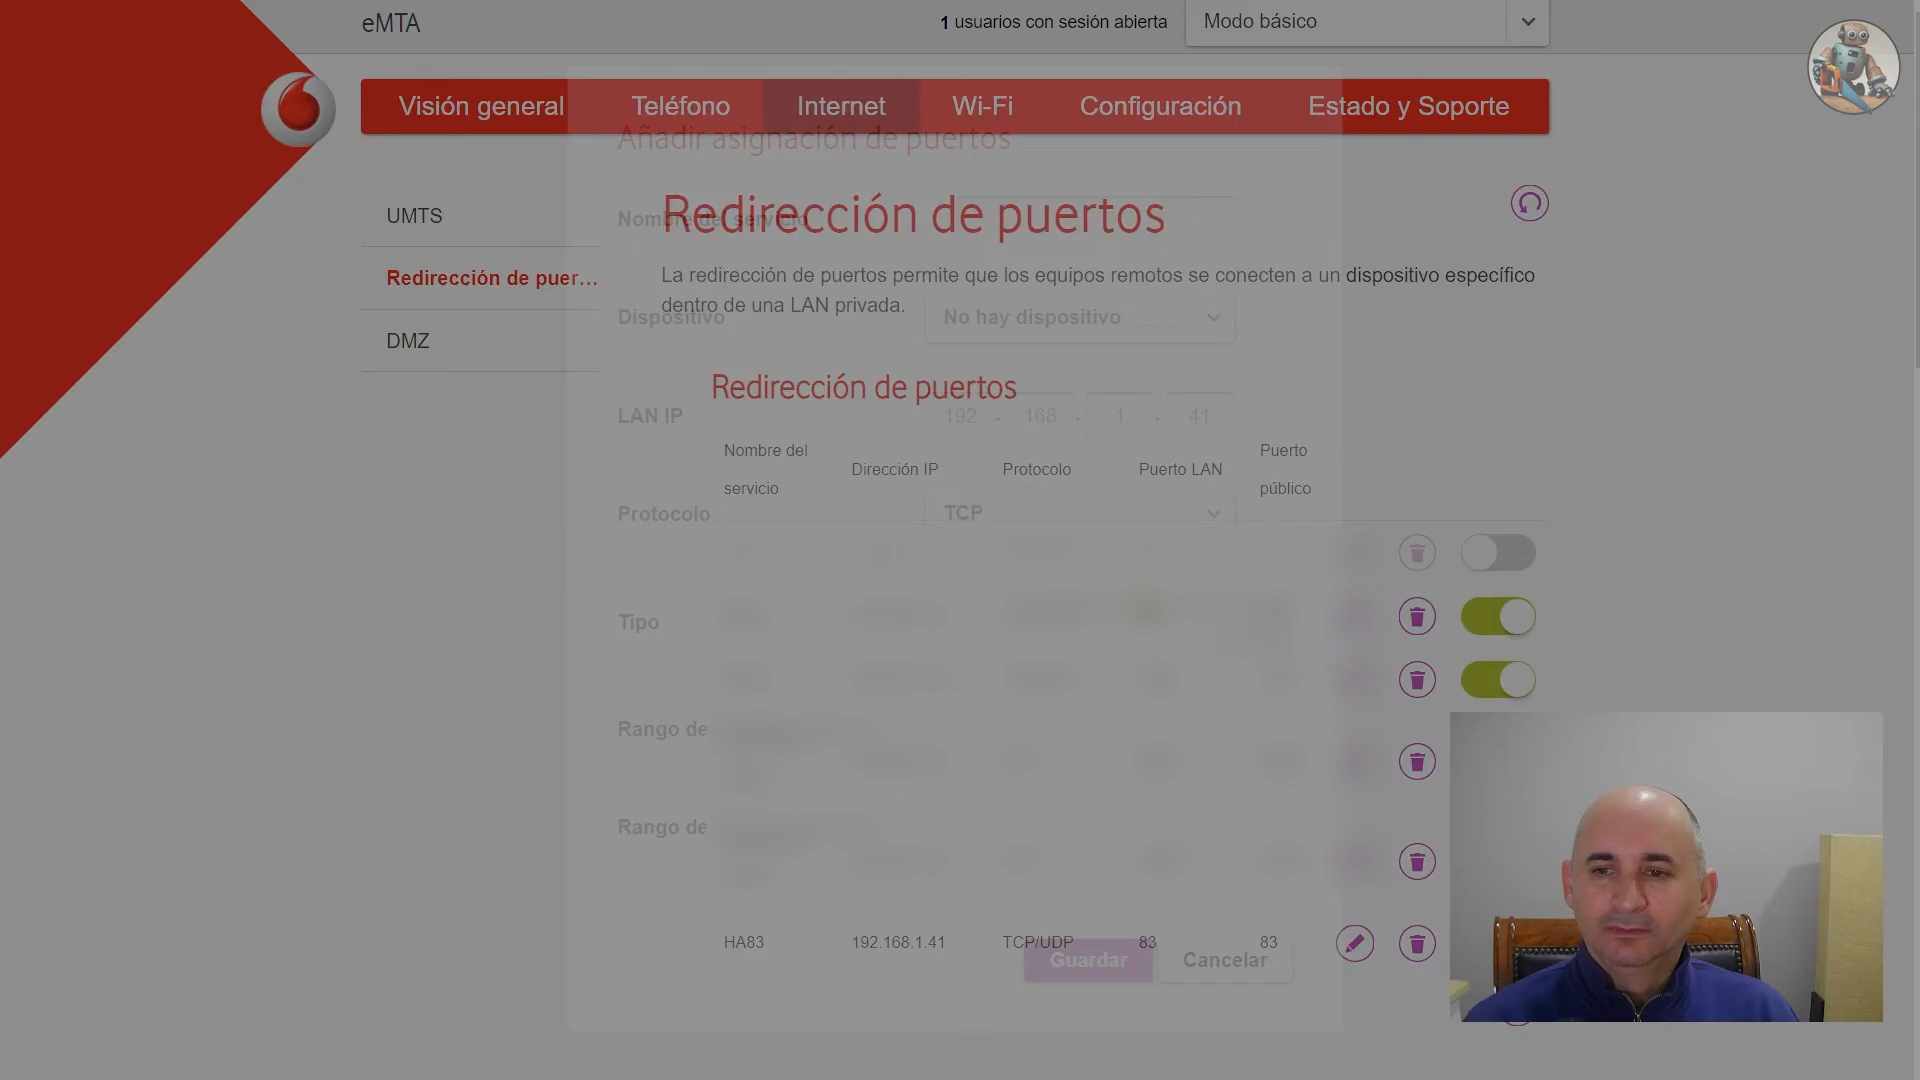 eMTA
1 usuarios con sesión abierta
Modo básico
Visión general
Teléfono
Internet
Wi-Fi
Configuración
Estado y Soporte
Añadir asignación de puertos
UMTS
Redirección de puer...
DMZ
Redirección de puertos
Nombre del servicio
La redirección de puertos permite que los equipos remotos se conecten a un dispositivo específico
dentro de una LAN privada.
Dispositivo
No hay dispositivo
Redirección de puertos
LAN IP
192 . 168 . 1 . 41
Nombre del
servicio
Dirección IP
Protocolo
Puerto LAN
Puerto
público
Protocolo
TCP
Tipo
Rango de
Rango de
HA83
192.168.1.41
TCP/UDP
83
83
Guardar
Cancelar